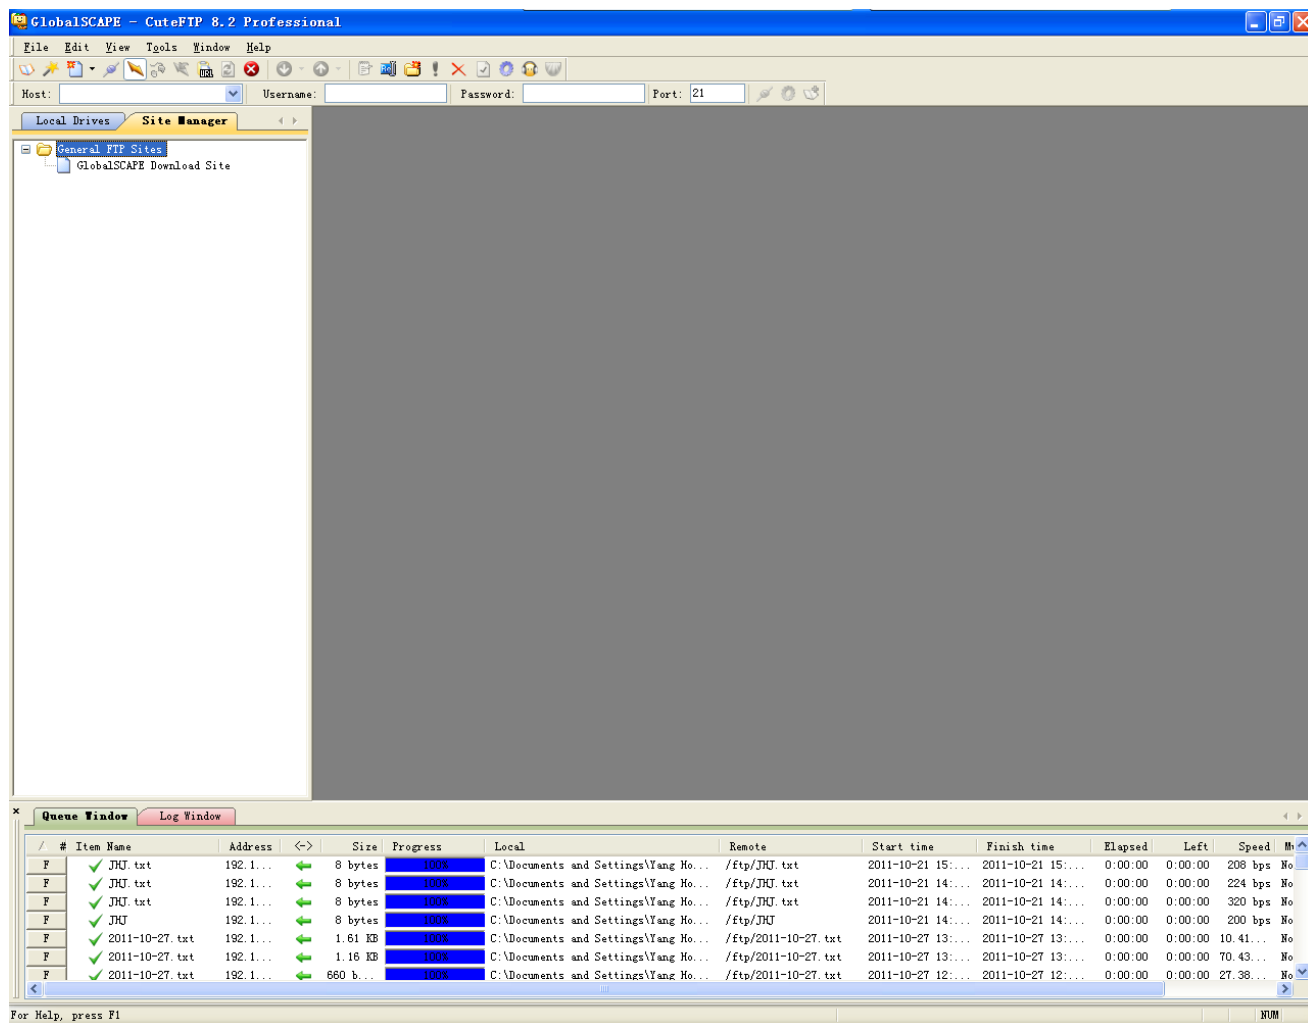 GlobalSCAPE - CuteFTP 8.2 Professional
File Edit View Tools Window Help
URL
Host: Username: Password: Port: 21
Local Drives Site Manager
General FTP Sites
GlobalSCAPE Download Site
Queue Window Log Window
/ # Item Name Address <-> Size Progress Local Remote Start time Finish time Elapsed Left Speed
F JHJ.txt 192.1... 8 bytes 100% C:\Documents and Settings\Yang Ho... /ftp/JHJ.txt 2011-10-21 15:... 2011-10-21 15:... 0:00:00 0:00:00 208 bps No
F JHJ.txt 192.1... 8 bytes 100% C:\Documents and Settings\Yang Ho... /ftp/JHJ.txt 2011-10-21 14:... 2011-10-21 14:... 0:00:00 0:00:00 224 bps No
F JHJ.txt 192.1... 8 bytes 100% C:\Documents and Settings\Yang Ho... /ftp/JHJ.txt 2011-10-21 14:... 2011-10-21 14:... 0:00:00 0:00:00 320 bps No
F JHJ 192.1... 8 bytes 100% C:\Documents and Settings\Yang Ho... /ftp/JHJ 2011-10-21 14:... 2011-10-21 14:... 0:00:00 0:00:00 200 bps No
F 2011-10-27.txt 192.1... 1.61 KB 100% C:\Documents and Settings\Yang Ho... /ftp/2011-10-27.txt 2011-10-27 13:... 2011-10-27 13:... 0:00:00 0:00:00 10.41... No
F 2011-10-27.txt 192.1... 1.16 KB 100% C:\Documents and Settings\Yang Ho... /ftp/2011-10-27.txt 2011-10-27 13:... 2011-10-27 13:... 0:00:00 0:00:00 70.43... No
F 2011-10-27.txt 192.1... 660 b... 100% C:\Documents and Settings\Yang Ho... /ftp/2011-10-27.txt 2011-10-27 12:... 2011-10-27 12:... 0:00:00 0:00:00 27.38... No
For Help, press F1 NUM